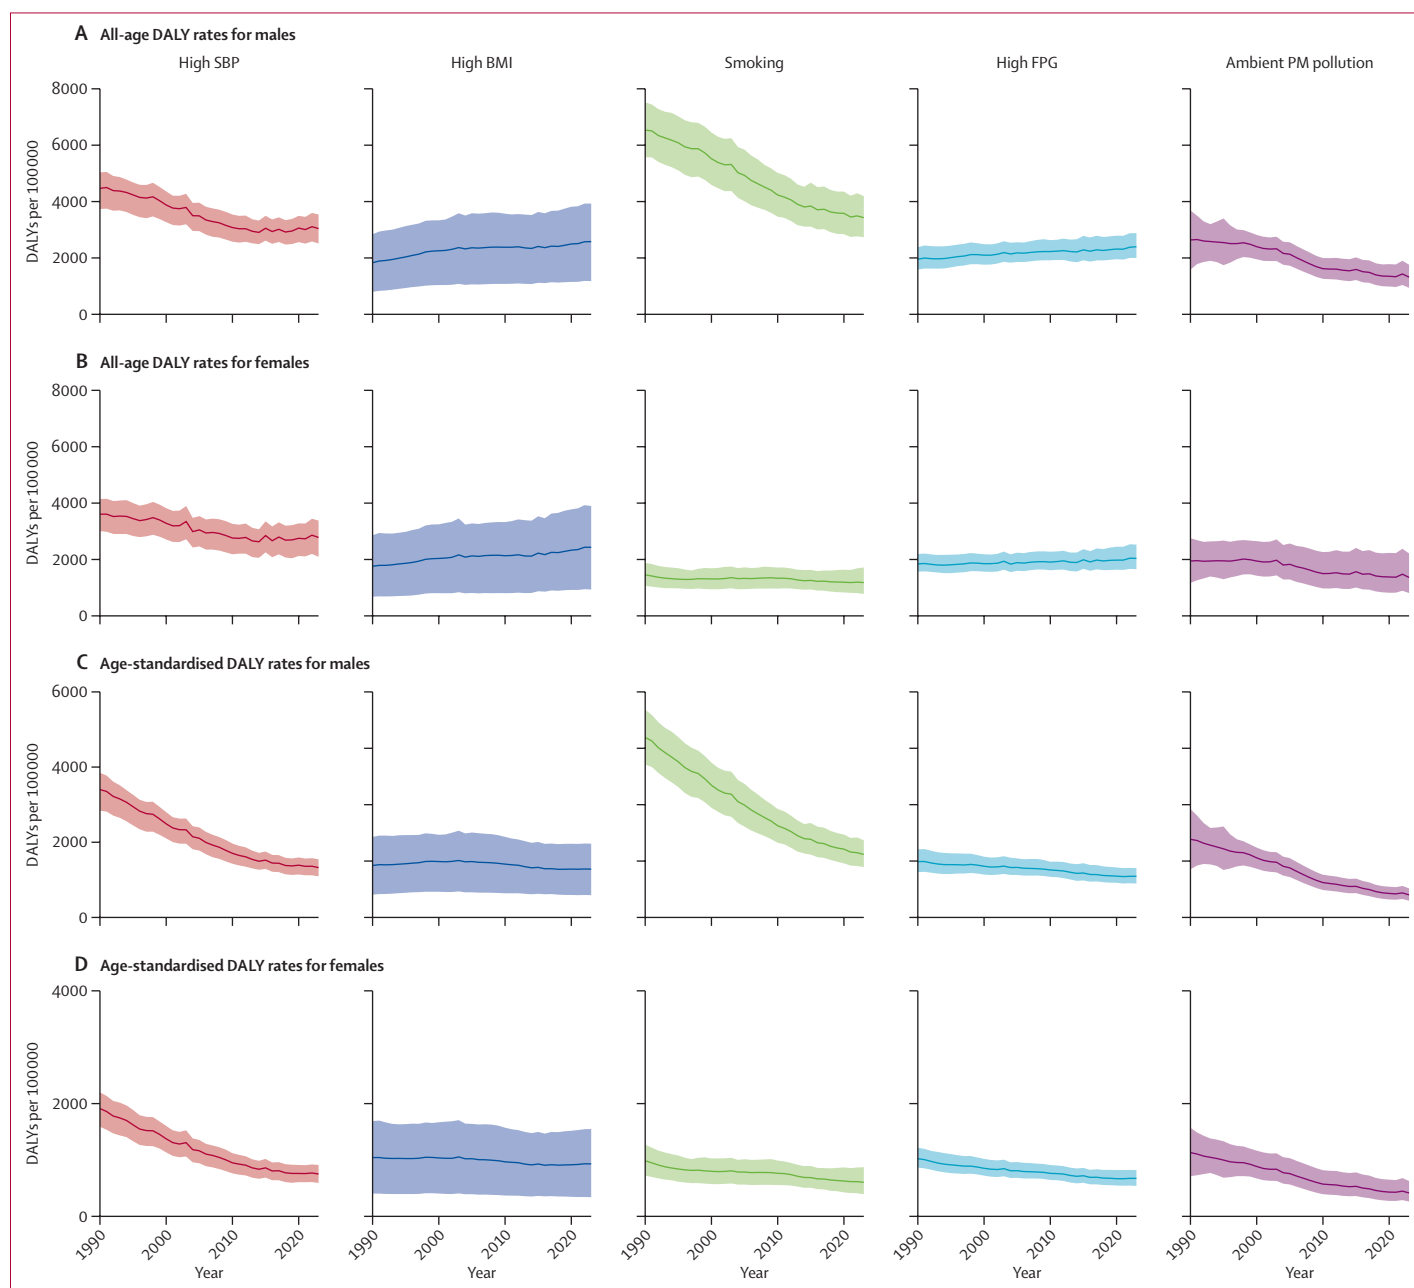 A All-age DALY rates for males
High SBP High BMI Smoking High FPG Ambient PM pollution
8000
6000
4000
2000
0
DALYs per 100 000
B All-age DALY rates for females
8000
6000
4000
2000
0
DALYs per 100 000
C Age-standardised DALY rates for males
6000
4000
2000
0
DALYs per 100 000
D Age-standardised DALY rates for females
4000
2000
0
DALYs per 100 000
1990 2000 2010 2020 1990 2000 2010 2020 1990 2000 2010 2020 1990 2000 2010 2020 1990 2000 2010 2020
Year Year Year Year Year